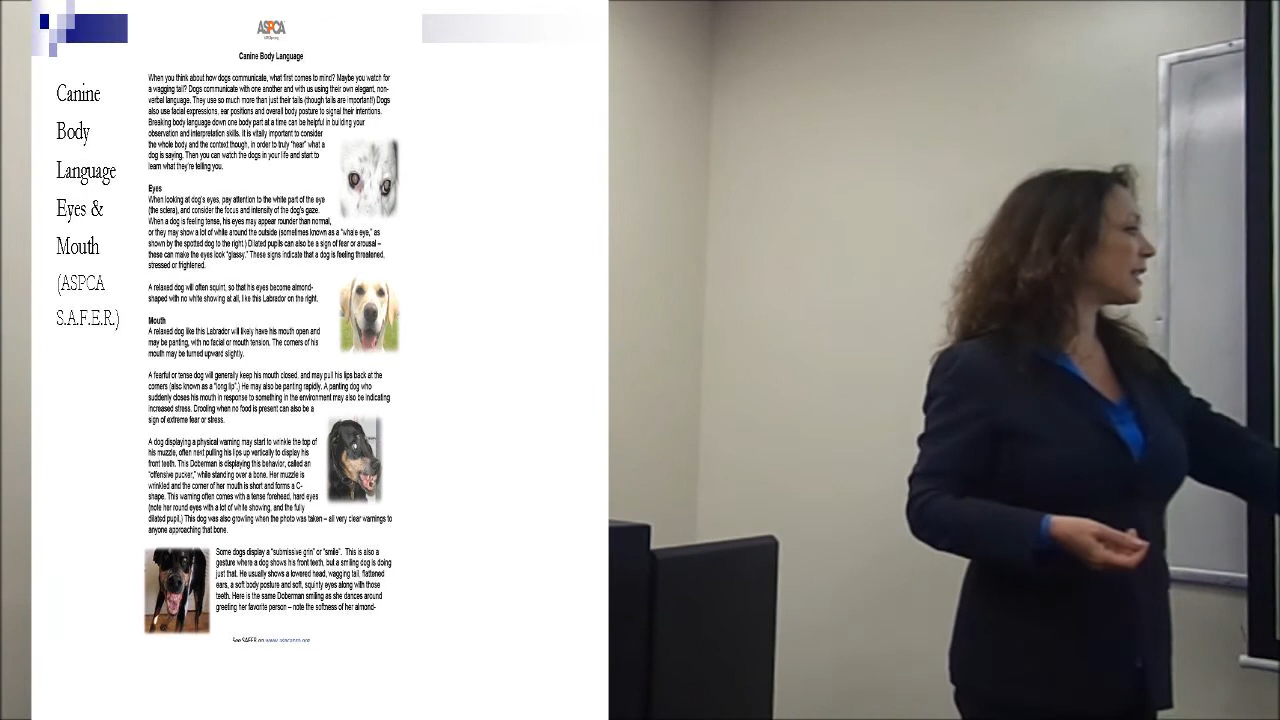 Canine
Body
Language
Eyes &
Mouth
(ASPCA
S.A.F.E.R.)
ASPCA
Canine Body Language
When you think about how dogs communicate, what first comes to mind? Maybe you watch for
a wagging tail? Dogs communicate with one another and with us using their own elegant, non-
verbal language. They use so much more than just their tails (though tails are important!) Dogs
also use facial expressions, ear positions and overall body posture to signal their intentions.
Breaking body language down one body part at a time can be helpful in building your
observation and interpretation skills. It is vitally important to consider
the whole body and the context though, in order to truly "hear" what a
dog is saying. Then you can watch the dogs in your life and start to
learn what they're telling you.
Eyes
When looking at dog's eyes, pay attention to the white part of the eye
(the sclera), and consider the focus and intensity of the dog's gaze.
When a dog is feeling tense, his eyes may appear rounder than normal,
or they may show a lot of white around the outside (sometimes known as a "whale eye," as
shown by the spotted dog to the right.) Dilated pupils can also be a sign of fear or arousal –
these can make the eyes look "glassy." These signs indicate that a dog is feeling threatened,
stressed or frightened.
A relaxed dog will often squint, so that his eyes become almond-
shaped with no white showing at all, like this Labrador on the right.
Mouth
A relaxed dog like this Labrador will likely have his mouth open and
may be panting, with no facial or mouth tension. The corners of his
mouth may be turned upward slightly.
A fearful or tense dog will generally keep his mouth closed, and may pull his lips back at the
corners (also known as a "long lip".) He may also be panting rapidly. A panting dog who
suddenly closes his mouth in response to something in the environment may also be indicating
increased stress. Drooling when no food is present can also be a
sign of extreme fear or stress.
A dog displaying a physical warning may start to wrinkle the top of
his muzzle, often next pulling his lips up vertically to display his
front teeth. This Doberman is displaying this behavior, called an
"offensive pucker," while standing over a bone. Her muzzle is
wrinkled and the corner of her mouth is short and forms a C-
shape. This warning often comes with a tense forehead, hard eyes
(note her round eyes with a lot of white showing, and the fully
dilated pupil.) This dog was also growling when the photo was taken – all very clear warnings to
anyone approaching that bone.
Some dogs display a "submissive grin" or "smile". This is also a
gesture where a dog shows his front teeth, but a smiling dog is doing
just that. He usually shows a lowered head, wagging tail, flattened
ears, a soft body posture and soft, squinty eyes along with those
teeth. Here is the same Doberman smiling as she dances around
greeting her favorite person – note the softness of her almond-
See SAFER on www.aspcapro.org